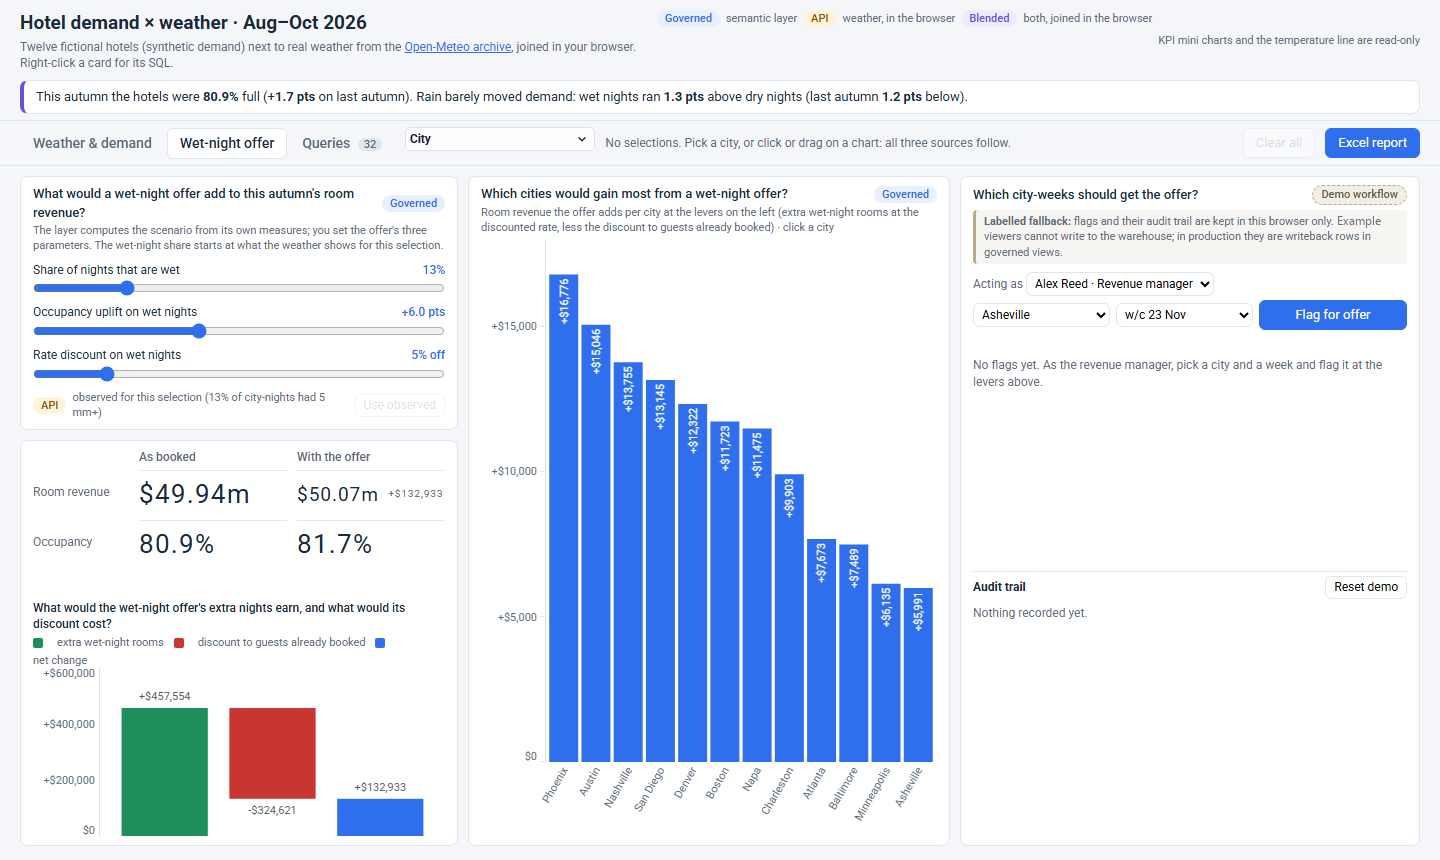 Hotel demand × weather · Aug–Oct 2026
Governed semantic layer API weather, in the browser Blended both, joined in the browser
Twelve fictional hotels (synthetic demand) next to real weather from the Open-Meteo archive, joined in your browser.
Right-click a card for its SQL.
KPI mini charts and the temperature line are read-only
This autumn the hotels were 80.9% full (+1.7 pts on last autumn). Rain barely moved demand: wet nights ran 1.3 pts above dry nights (last autumn 1.2 pts below).
Weather & demand
Wet-night offer
Queries 32
City
No selections. Pick a city, or click or drag on a chart: all three sources follow.
Clear all
Excel report
What would a wet-night offer add to this autumn's room
revenue?
Governed
The layer computes the scenario from its own measures; you set the offer's three
parameters. The wet-night share starts at what the weather shows for this selection.
Share of nights that are wet 13%
Occupancy uplift on wet nights +6.0 pts
Rate discount on wet nights 5% off
API observed for this selection (13% of city-nights had 5
mm+)
Use observed
As booked With the offer
Room revenue $49.94m $50.07m +$132,933
Occupancy 80.9% 81.7%
What would the wet-night offer's extra nights earn, and what would its
discount cost?
extra wet-night rooms discount to guests already booked
net change
+$600,000
+$400,000
+$200,000
$0
+$457,554
-$324,621
+$132,933
Which cities would gain most from a wet-night offer?
Governed
Room revenue the offer adds per city at the levers on the left (extra wet-night rooms at the
discounted rate, less the discount to guests already booked) · click a city
+$15,000
+$10,000
+$5,000
$0
+$16,776
+$15,046
+$13,755
+$13,145
+$12,322
+$11,723
+$11,475
+$9,903
+$7,673
+$7,489
+$6,135
+$5,991
Phoenix
Austin
Nashville
San Diego
Denver
Boston
Napa
Charleston
Atlanta
Baltimore
Minneapolis
Asheville
Which city-weeks should get the offer?
Demo workflow
Labelled fallback: flags and their audit trail are kept in this browser only. Example
viewers cannot write to the warehouse; in production they are writeback rows in
governed views.
Acting as Alex Reed · Revenue manager
Asheville
w/c 23 Nov
Flag for offer
No flags yet. As the revenue manager, pick a city and a week and flag it at the
levers above.
Audit trail
Reset demo
Nothing recorded yet.